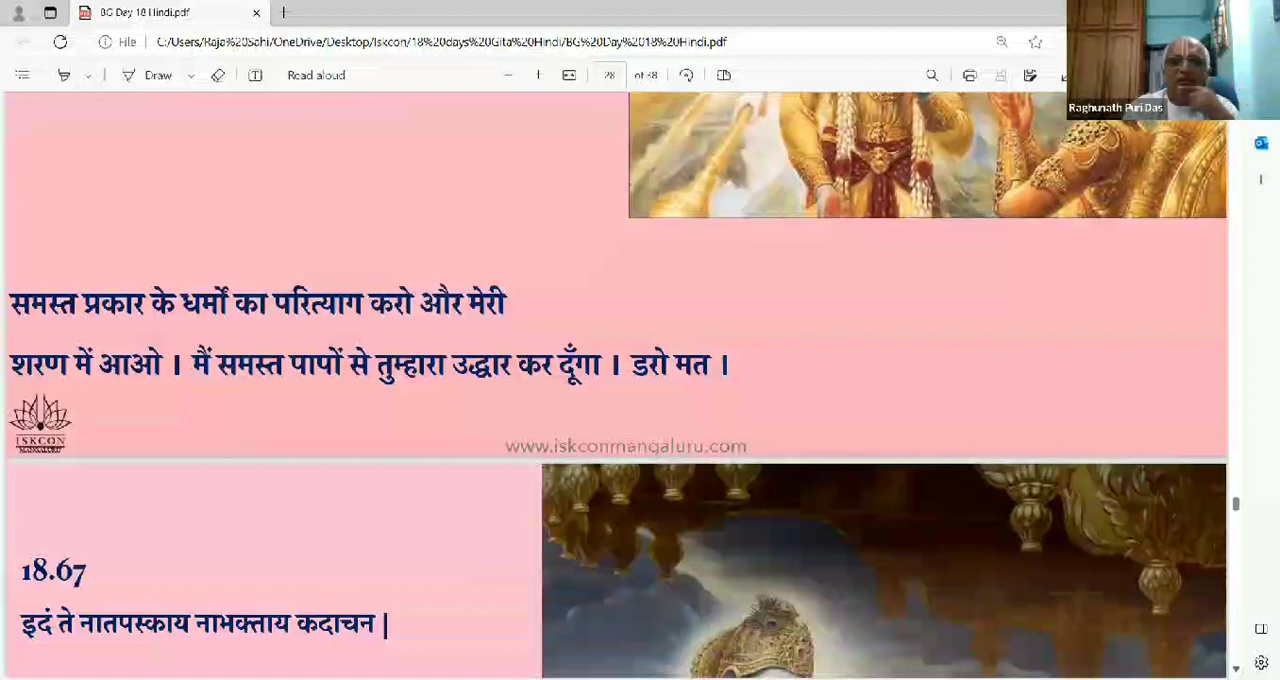 BG Day 18 Hindi.pdf
File C:/Users/Raja%20Sahi/OneDrive/Desktop/Iskcon/18%20days%20Gita%20Hindi/BG%20Day%2018%20Hindi.pdf
Draw Read aloud 28 of 38
Raghunath Puri Das
समस्त प्रकार के धर्मों का परित्याग करो और मेरी
शरण में आओ । मैं समस्त पापों से तुम्हारा उद्धार कर दूँगा । डरो मत ।
ISKCON
www.iskconmangaluru.com
18.67
इदं ते नातपस्काय नाभक्ताय कदाचन |